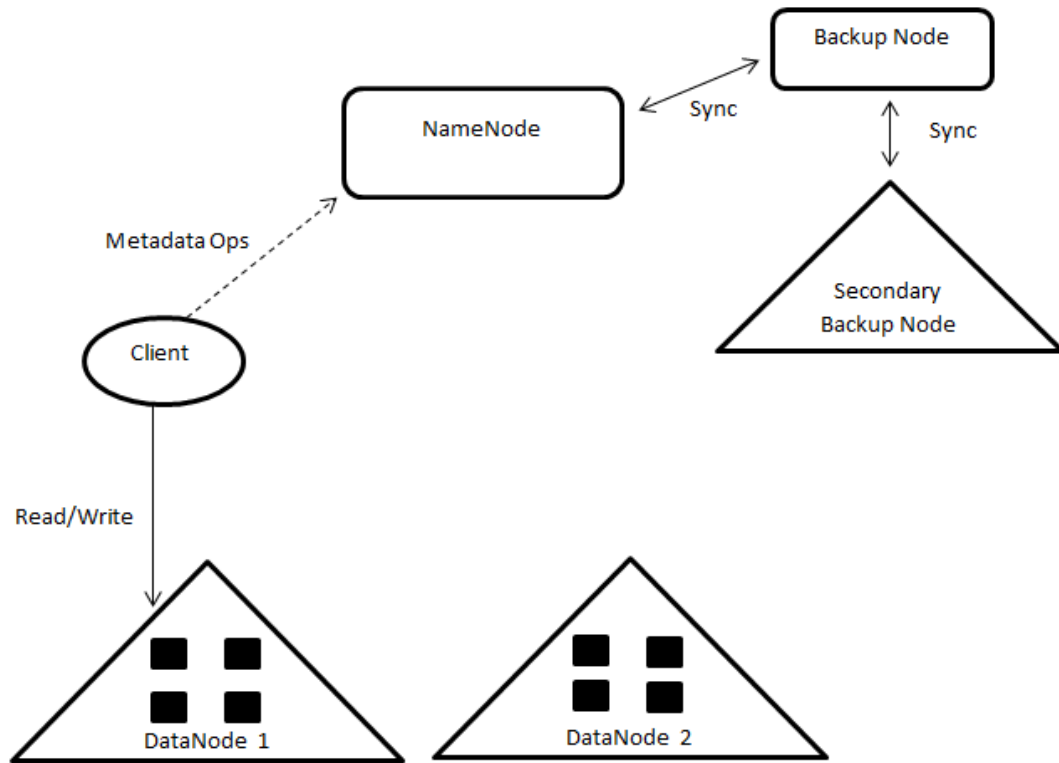 Backup Node
NameNode
Sync
Sync
Metadata Ops
Secondary
Backup Node
Client
Read/Write
DataNode 1
DataNode 2